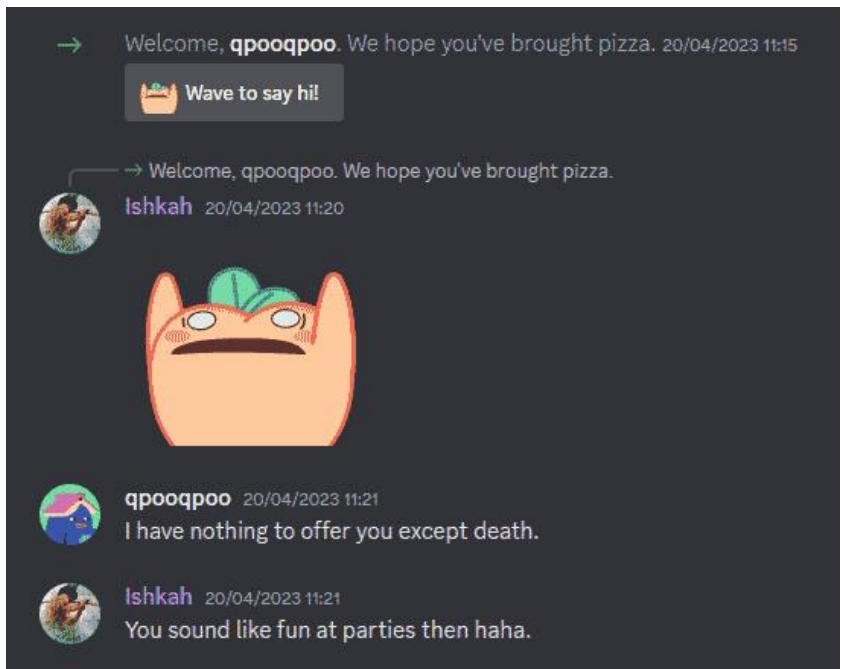 → Welcome, qpooqpoo. We hope you've brought pizza. 20/04/2023 11:15
Wave to say hi!
→ Welcome, qpooqpoo. We hope you've brought pizza.
Ishkah 20/04/2023 11:20
qpooqpoo 20/04/2023 11:21
I have nothing to offer you except death.
Ishkah 20/04/2023 11:21
You sound like fun at parties then haha.